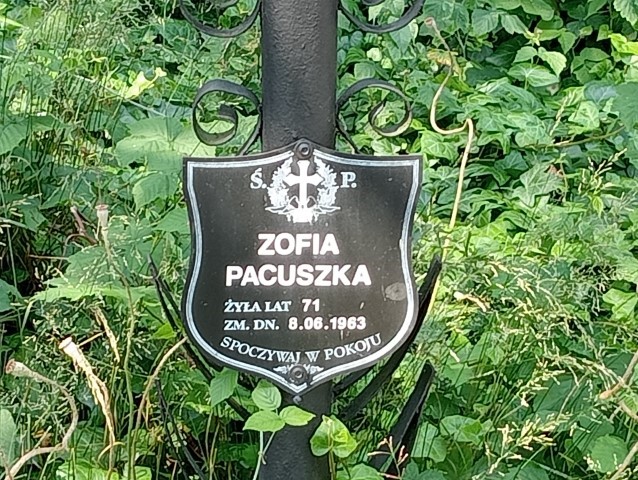 Ś. P.
ZOFIA
PACUSZKA
ŻYŁA LAT 71
ZM. DN. 8.06.1963
SPOCZYWAJ W POKOJU